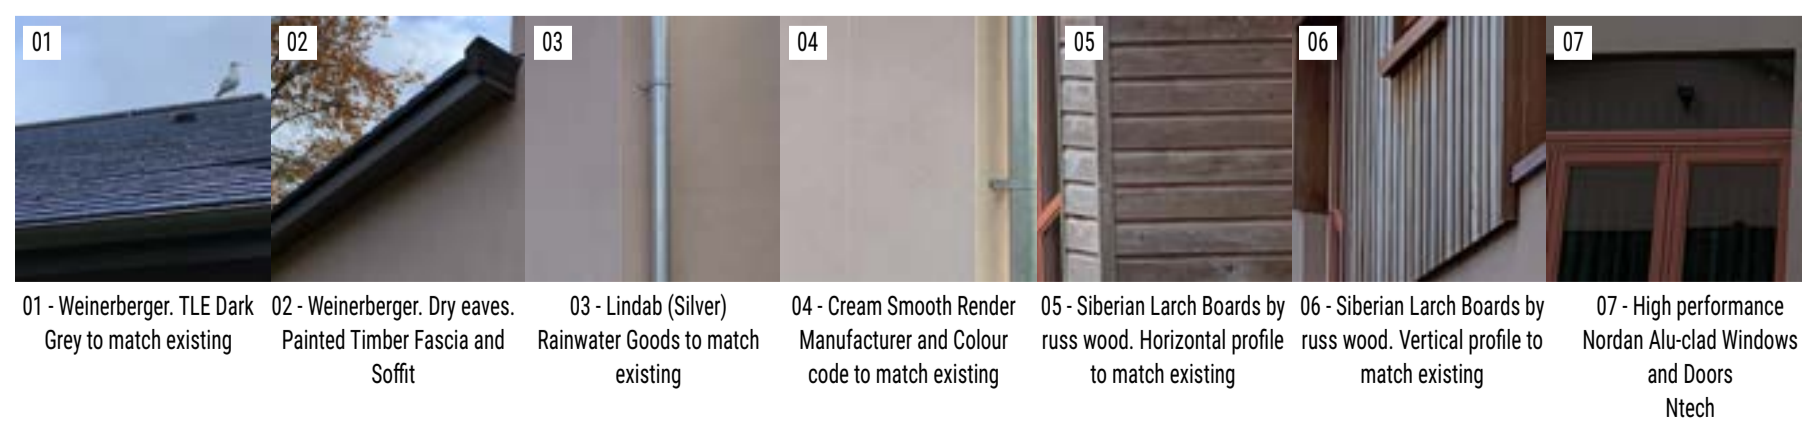 01
02
03
04
05
06
07
01 - Weinerberger. TLE Dark
Grey to match existing
02 - Weinerberger. Dry eaves.
Painted Timber Fascia and
Soffit
03 - Lindab (Silver)
Rainwater Goods to match
existing
04 - Cream Smooth Render
Manufacturer and Colour
code to match existing
05 - Siberian Larch Boards by
russ wood. Horizontal profile
to match existing
06 - Siberian Larch Boards by
russ wood. Vertical profile to
match existing
07 - High performance
Nordan Alu-clad Windows
and Doors
Ntech